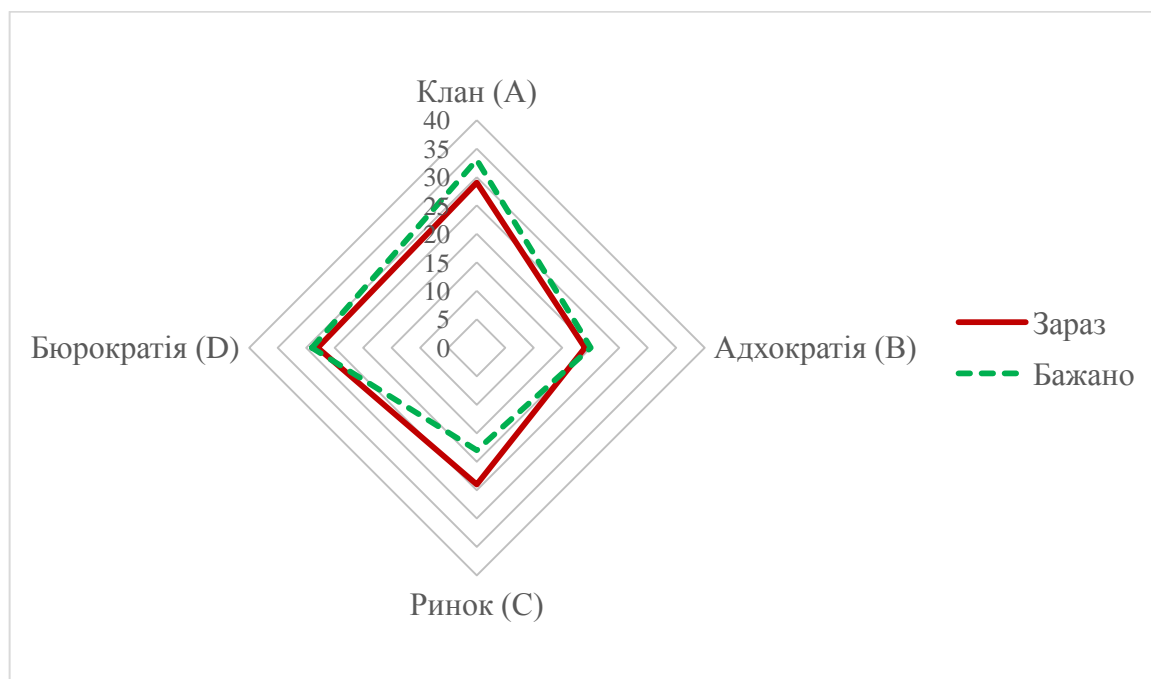 Клан (A)
40
35
30
25
20
15
10
5
0
Бюрократія (D)
Адхократія (B)
Ринок (C)
Зараз
Бажано